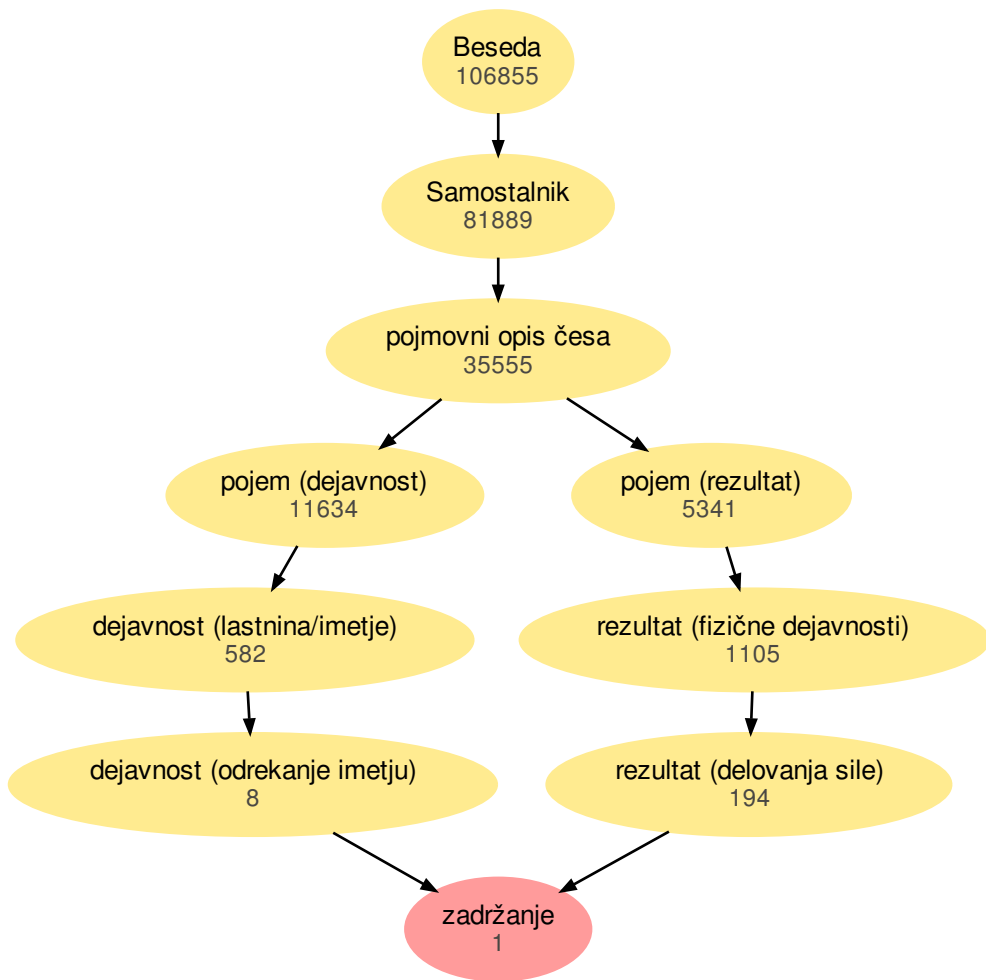 Beseda
106855
Samostalnik
81889
pojmovni opis česa
35555
pojem (dejavnost)
11634
pojem (rezultat)
5341
dejavnost (lastnina/imetje)
582
rezultat (fizične dejavnosti)
1105
dejavnost (odrekanje imetju)
8
rezultat (delovanja sile)
194
zadržanje
1